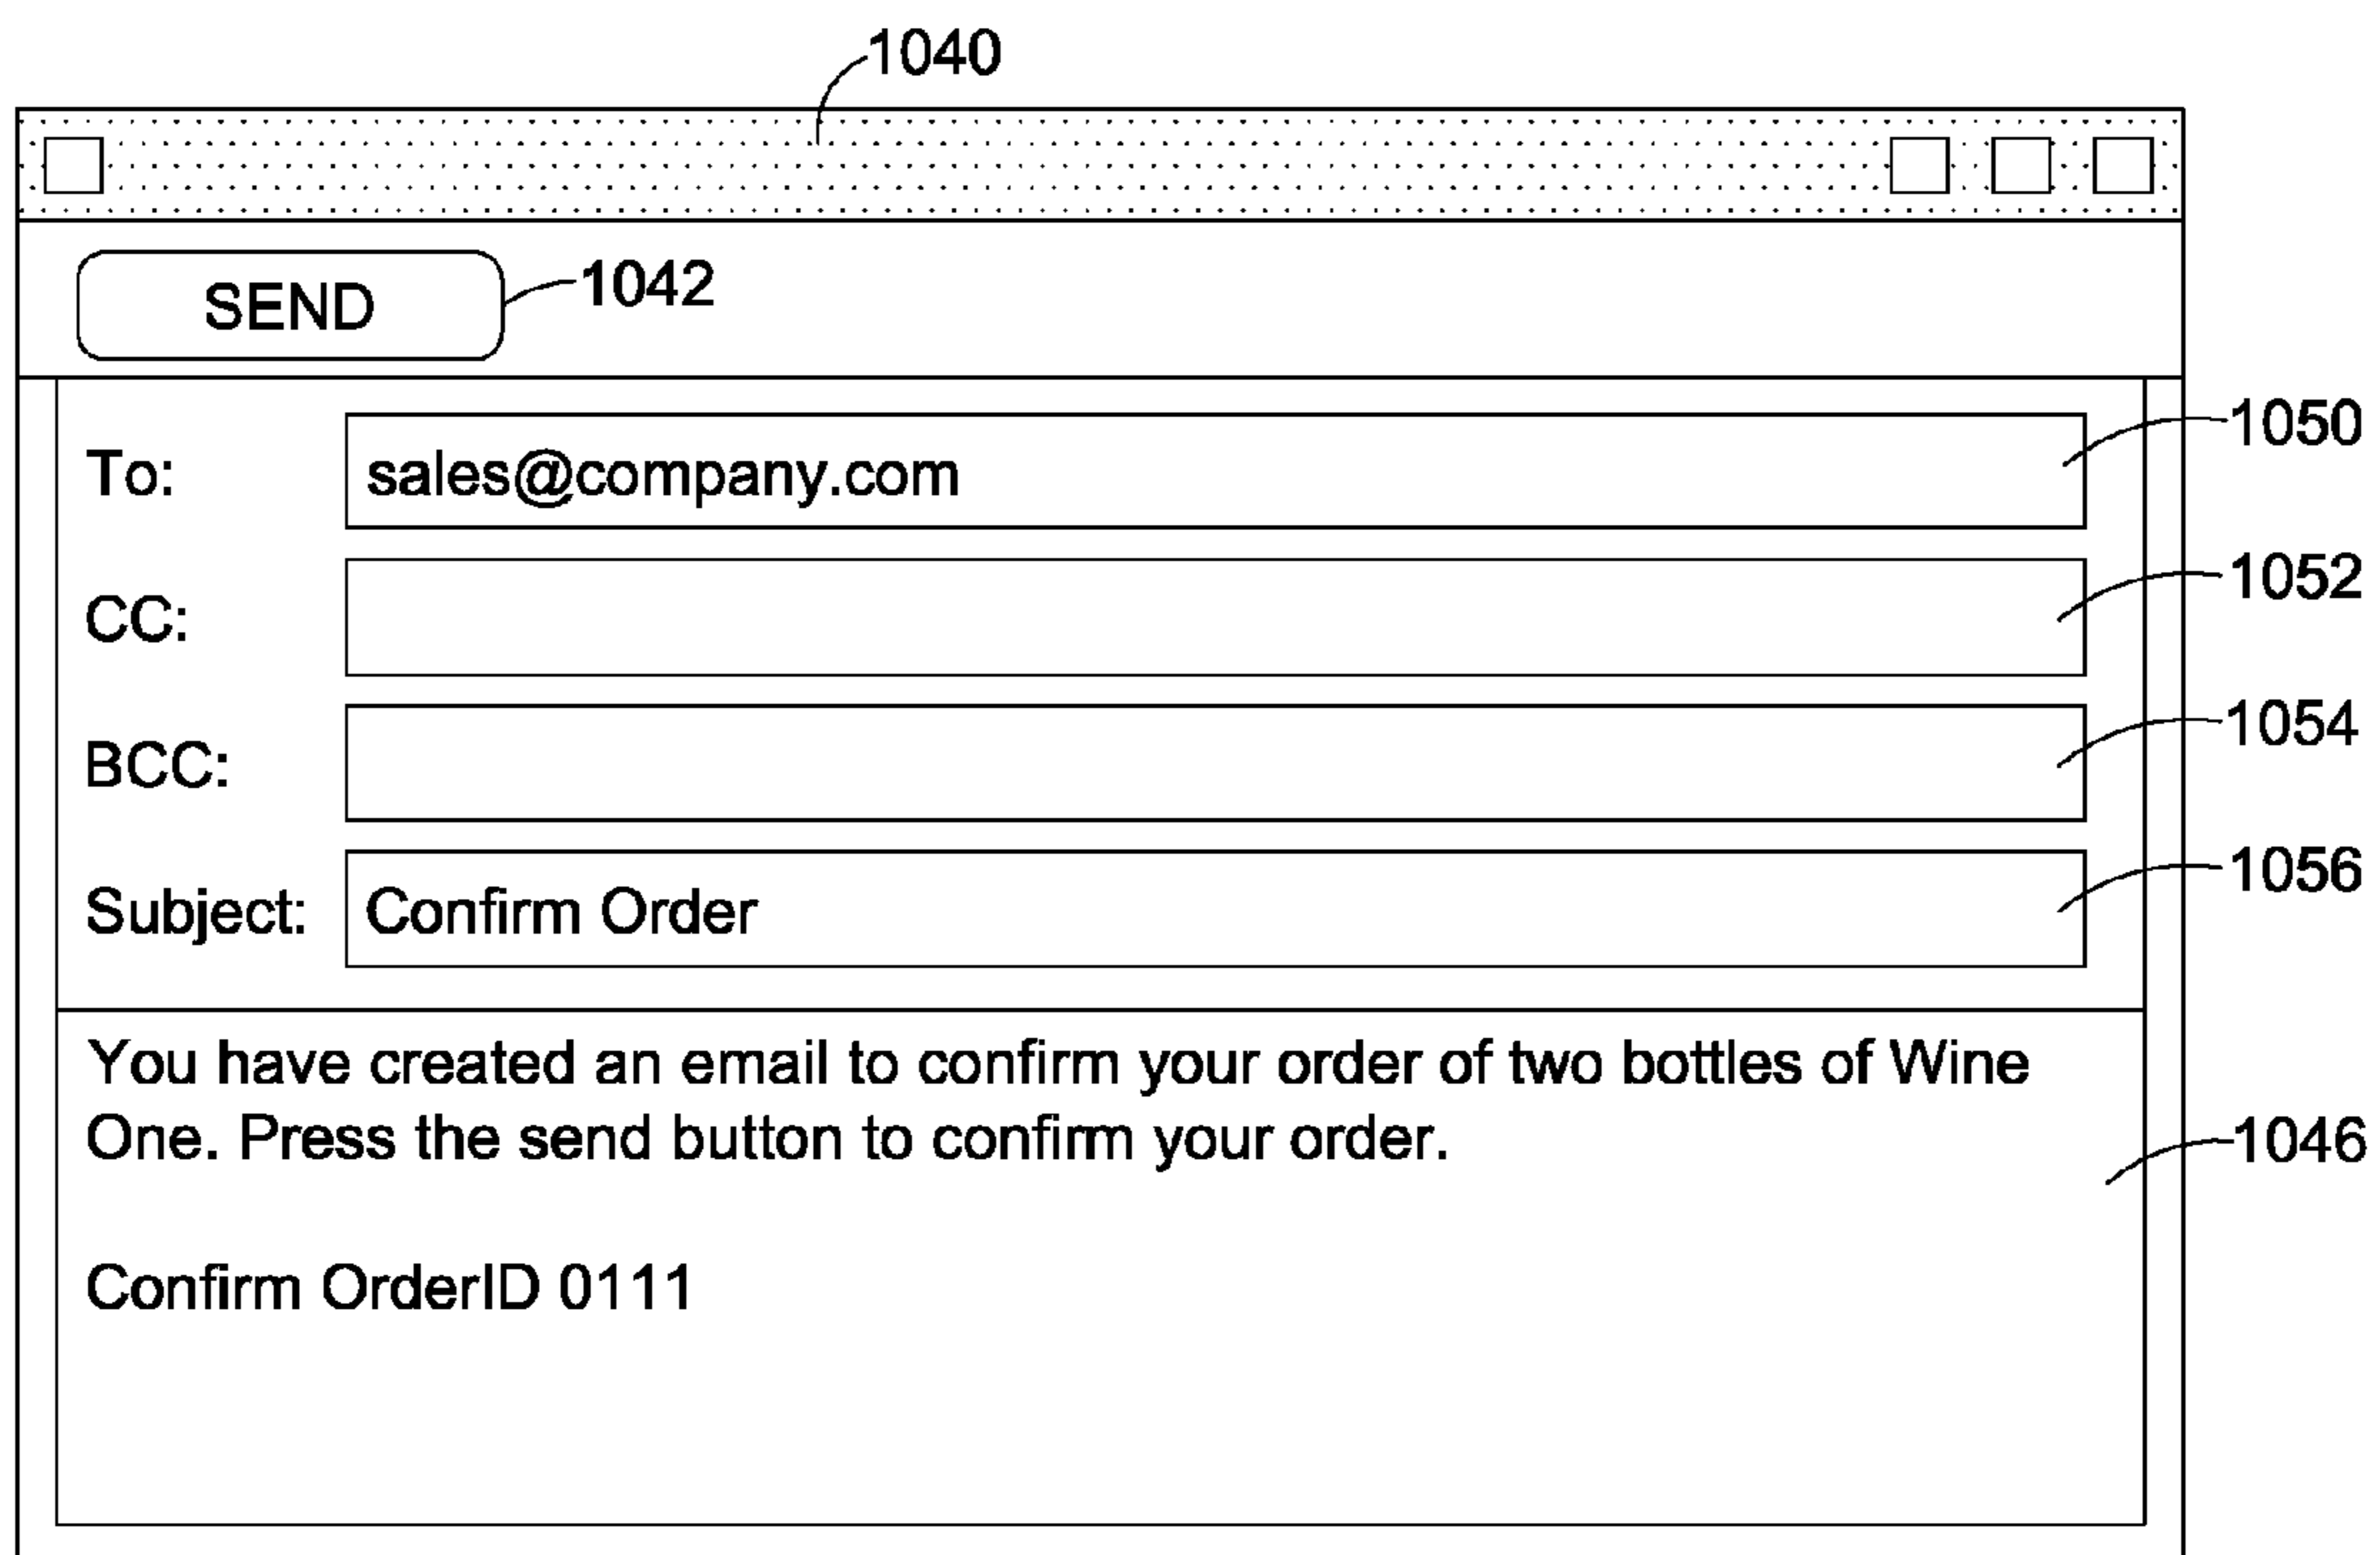 1040
SEND 1042
To: sales@company.com 1050
CC: 1052
BCC: 1054
Subject: Confirm Order 1056
You have created an email to confirm your order of two bottles of Wine
One. Press the send button to confirm your order.
1046
Confirm OrderID 0111